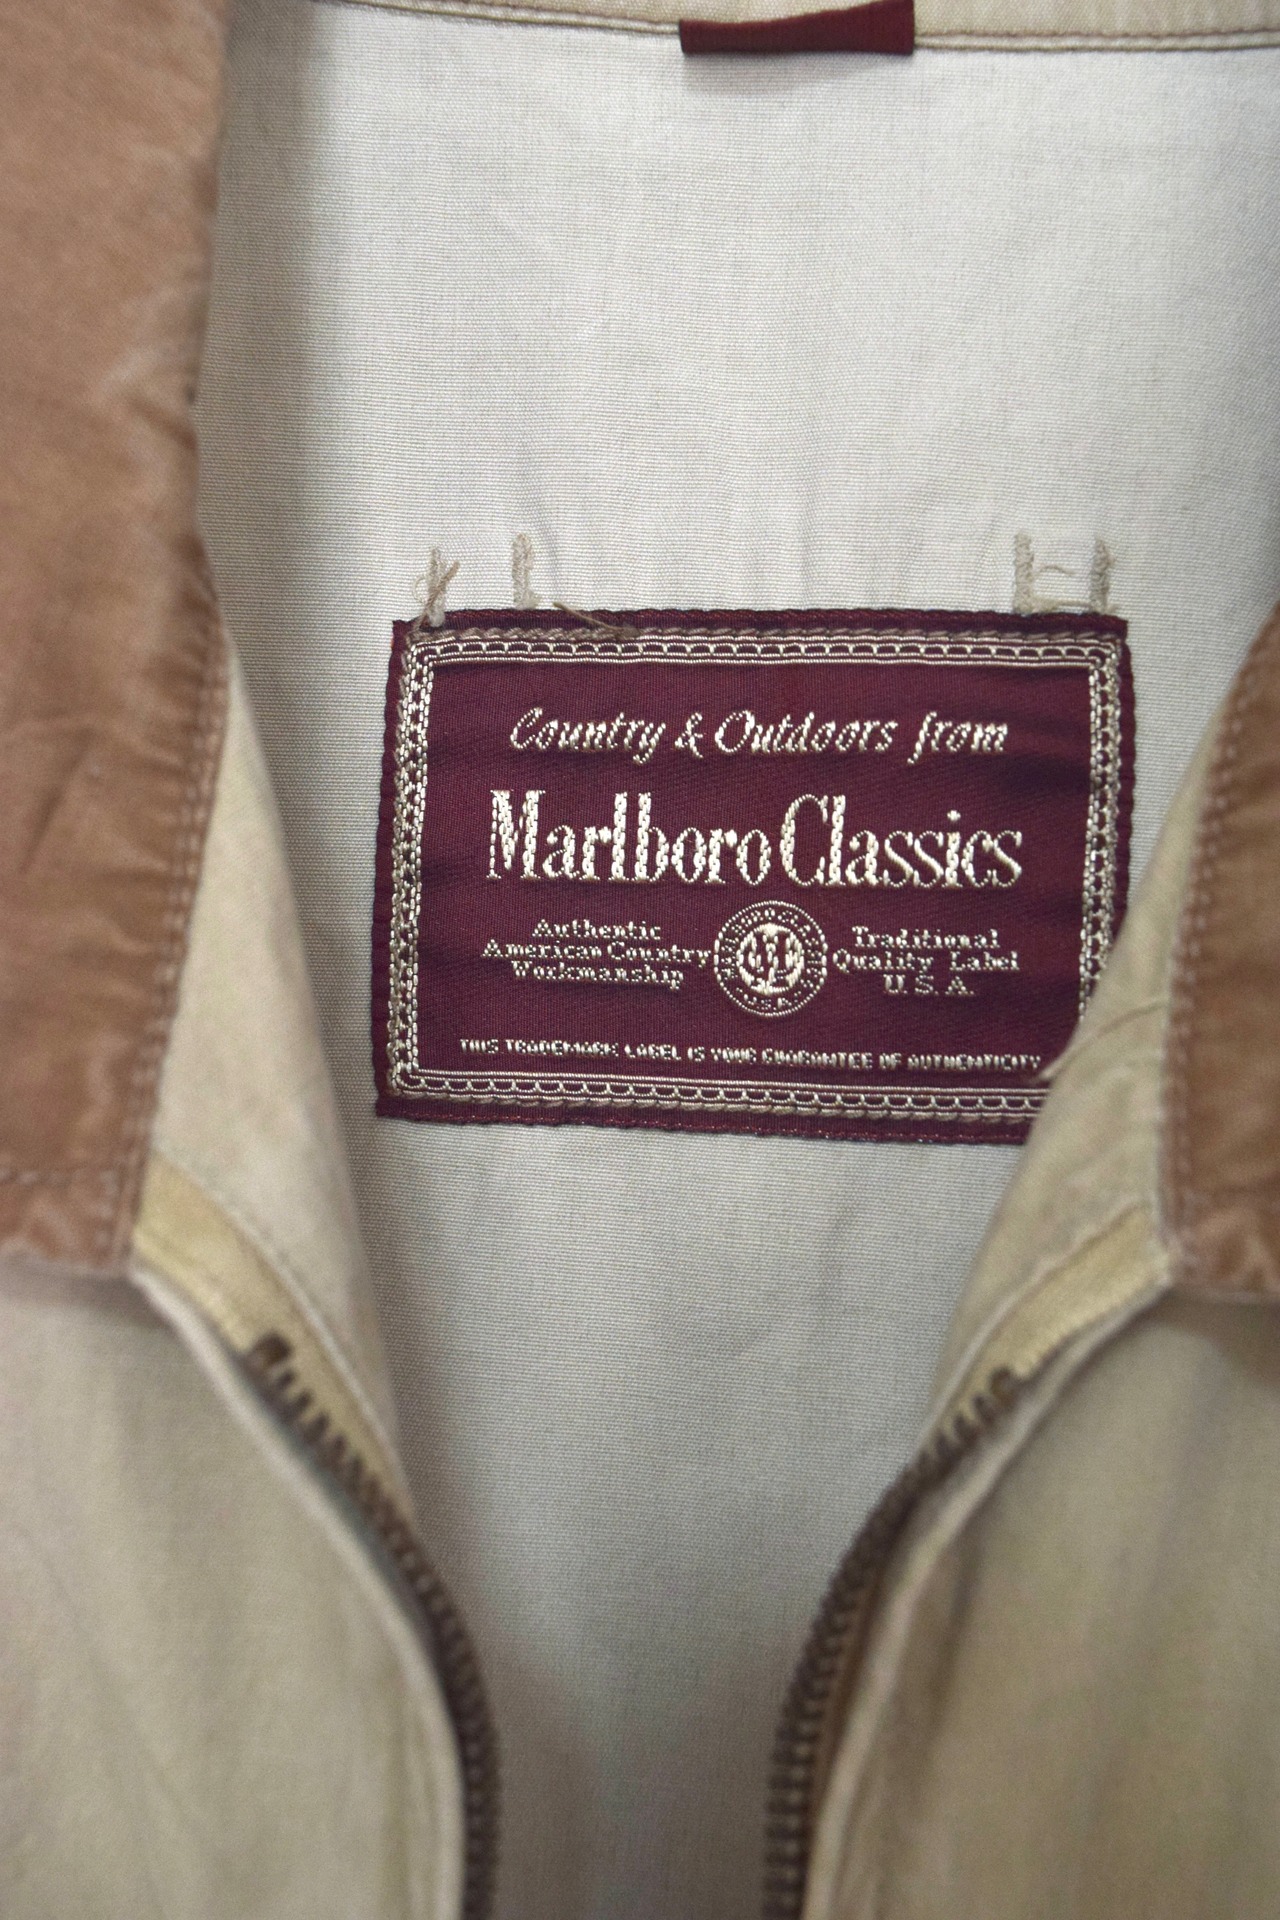 Country & Outdoors from
Marlboro Classics
Authentic
American Country
Workmanship
Traditional
Quality Label
U.S.A.
U.S.A.
THIS TRADEMARK LABEL IS YOUR GUARANTEE OF AUTHENTICITY